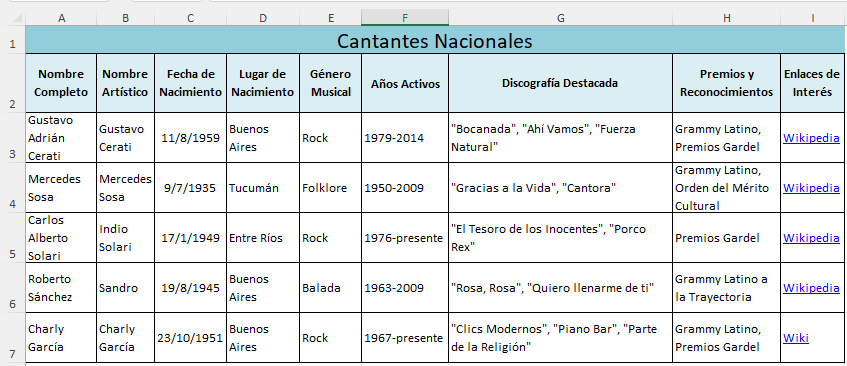 A B C D E F G H I
1 Cantantes Nacionales
2 Nombre Completo Nombre Artístico Fecha de Nacimiento Lugar de Nacimiento Género Musical Años Activos Discografía Destacada Premios y Reconocimientos Enlaces de Interés
3 Gustavo Adrián Cerati Gustavo Cerati 11/8/1959 Buenos Aires Rock 1979-2014 "Bocanada", "Ahí Vamos", "Fuerza Natural" Grammy Latino, Premios Gardel Wikipedia
4 Mercedes Sosa Mercedes Sosa 9/7/1935 Tucumán Folklore 1950-2009 "Gracias a la Vida", "Cantora" Grammy Latino, Orden del Mérito Cultural Wikipedia
5 Carlos Alberto Solari Indio Solari 17/1/1949 Entre Ríos Rock 1976-presente "El Tesoro de los Inocentes", "Porco Rex" Premios Gardel Wikipedia
6 Roberto Sánchez Sandro 19/8/1945 Buenos Aires Balada 1963-2009 "Rosa, Rosa", "Quiero llenarme de ti" Grammy Latino a la Trayectoria Wikipedia
7 Charly García Charly García 23/10/1951 Buenos Aires Rock 1967-presente "Clics Modernos", "Piano Bar", "Parte de la Religión" Grammy Latino, Premios Gardel Wiki